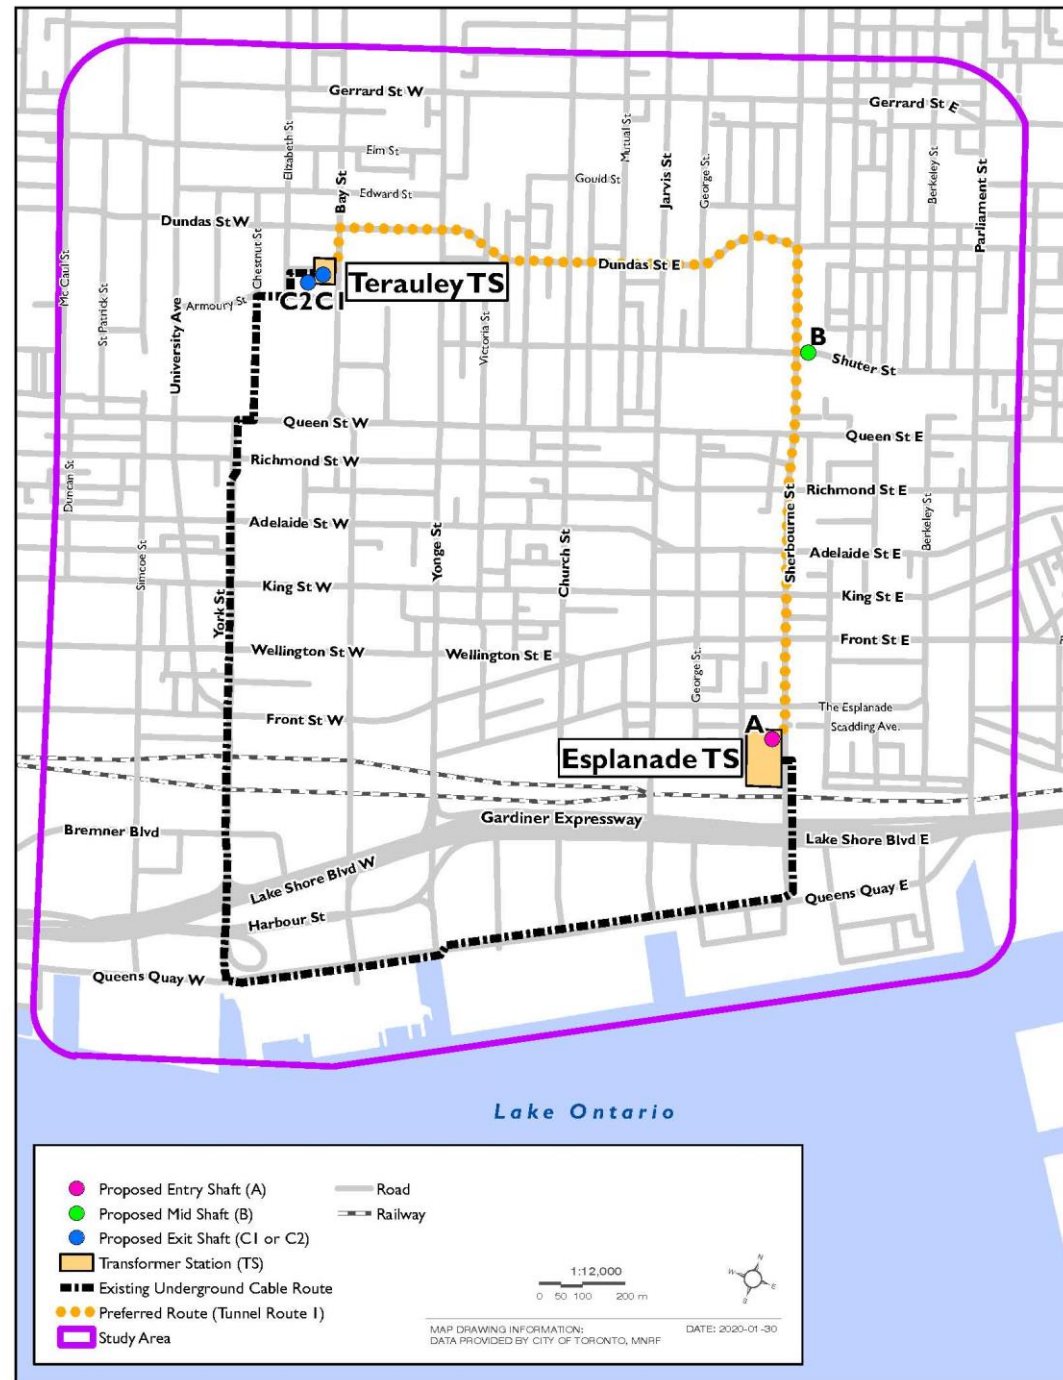 Gerrard St W
Gerrard St E
Elizabeth St
Elm St
Mutual St
Berkeley St
Parliament St
Bay St
Edward St
Gould St
Jarvis St
George St.
Dundas St W
Chestnut St
Mc Caul St
St Patrick St
University Ave
Armoury St
C2
C1
Terauley TS
Dundas St E
Victoria St
B
Shuter St
Queen St W
Queen St E
Richmond St W
Duncan St
Richmond St E
Sherbourne St
Berkeley St
Adelaide St W
Simcoe St
Yonge St
Church St
Adelaide St E
King St W
York St
King St E
Wellington St W
Wellington St E
George St.
Front St E
Front St W
The Esplanade
Scadding Ave.
A
Esplanade TS
Bremner Blvd
Gardiner Expressway
Lake Shore Blvd E
Lake Shore Blvd W
Queens Quay E
Harbour St
Queens Quay W
Lake Ontario
Proposed Entry Shaft (A)
Proposed Mid Shaft (B)
Proposed Exit Shaft (C1 or C2)
Transformer Station (TS)
Existing Underground Cable Route
Preferred Route (Tunnel Route 1)
Study Area
Road
Railway
1:12,000
0 50 100 200 m
N
W
E
S
MAP DRAWING INFORMATION:
DATA PROVIDED BY CITY OF TORONTO, MNRF
DATE: 2020-01-30